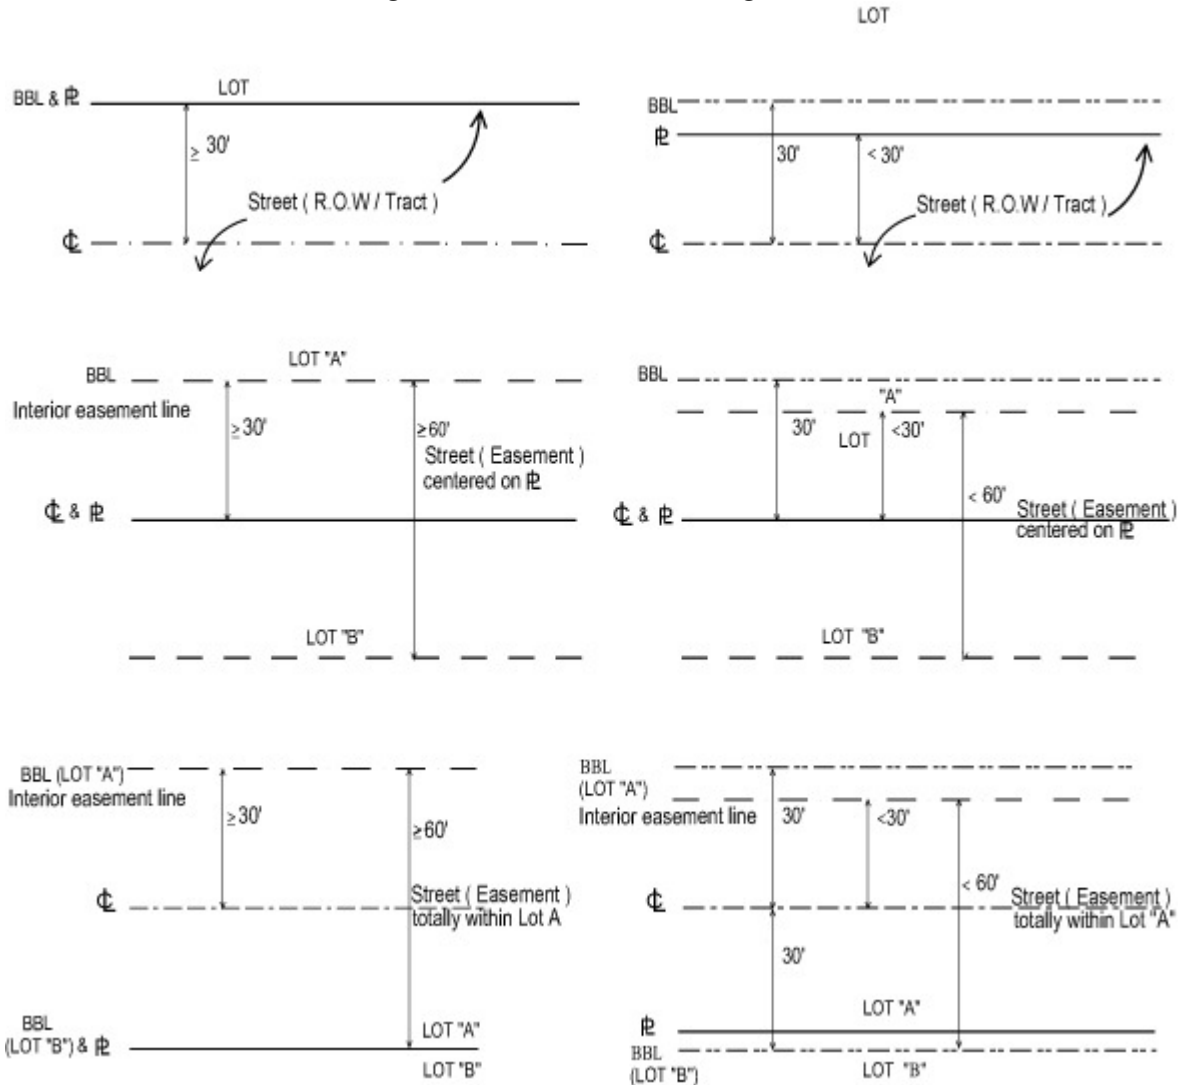 LOT
BBL & ⅊ LOT
≥ 30'
Street ( R.O.W / Tract )
℄
BBL
⅊
30' < 30'
Street ( R.O.W / Tract )
℄
LOT "A"
BBL
Interior easement line
≥30' ≥60'
Street ( Easement )
centered on ⅊
℄ & ⅊
LOT "B"
BBL
"A"
30' LOT <30'
< 60'
Street ( Easement )
centered on ⅊
℄ & ⅊
LOT "B"
BBL (LOT "A")
Interior easement line
≥30' ≥60'
℄
Street ( Easement )
totally within Lot A
BBL
(LOT "B") & ⅊
LOT "A"
LOT "B"
BBL
(LOT "A")
Interior easement line
30' <30'
< 60'
℄
Street ( Easement )
totally within Lot "A"
30'
LOT "A"
⅊
BBL
(LOT "B")
LOT "B"